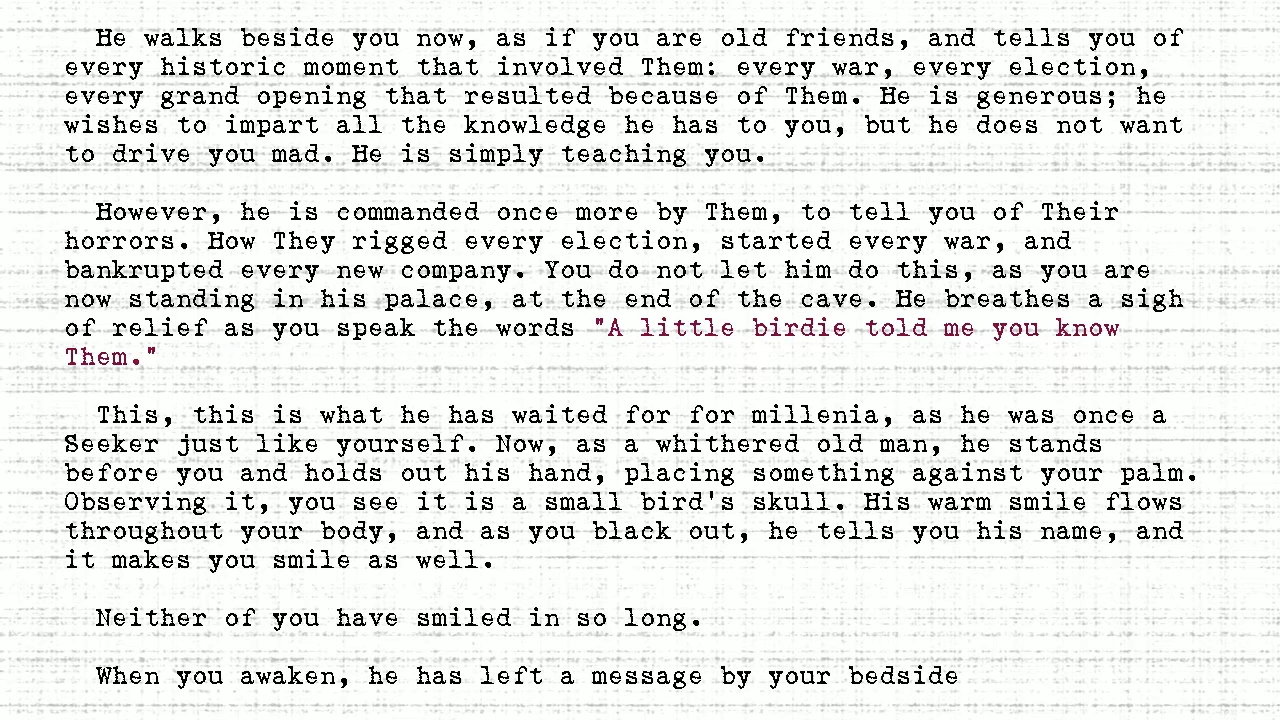 He walks beside you now, as if you are old friends, and tells you of
every historic moment that involved Them: every war, every election,
every grand opening that resulted because of Them. He is generous; he
wishes to impart all the knowledge he has to you, but he does not want
to drive you mad. He is simply teaching you.
However, he is commanded once more by Them, to tell you of Their
horrors. How They rigged every election, started every war, and
bankrupted every new company. You do not let him do this, as you are
now standing in his palace, at the end of the cave. He breathes a sigh
of relief as you speak the words "A little birdie told me you know
Them."
This, this is what he has waited for for millenia, as he was once a
Seeker just like yourself. Now, as a whithered old man, he stands
before you and holds out his hand, placing something against your palm.
Observing it, you see it is a small bird's skull. His warm smile flows
throughout your body, and as you black out, he tells you his name, and
it makes you smile as well.
Neither of you have smiled in so long.
When you awaken, he has left a message by your bedside